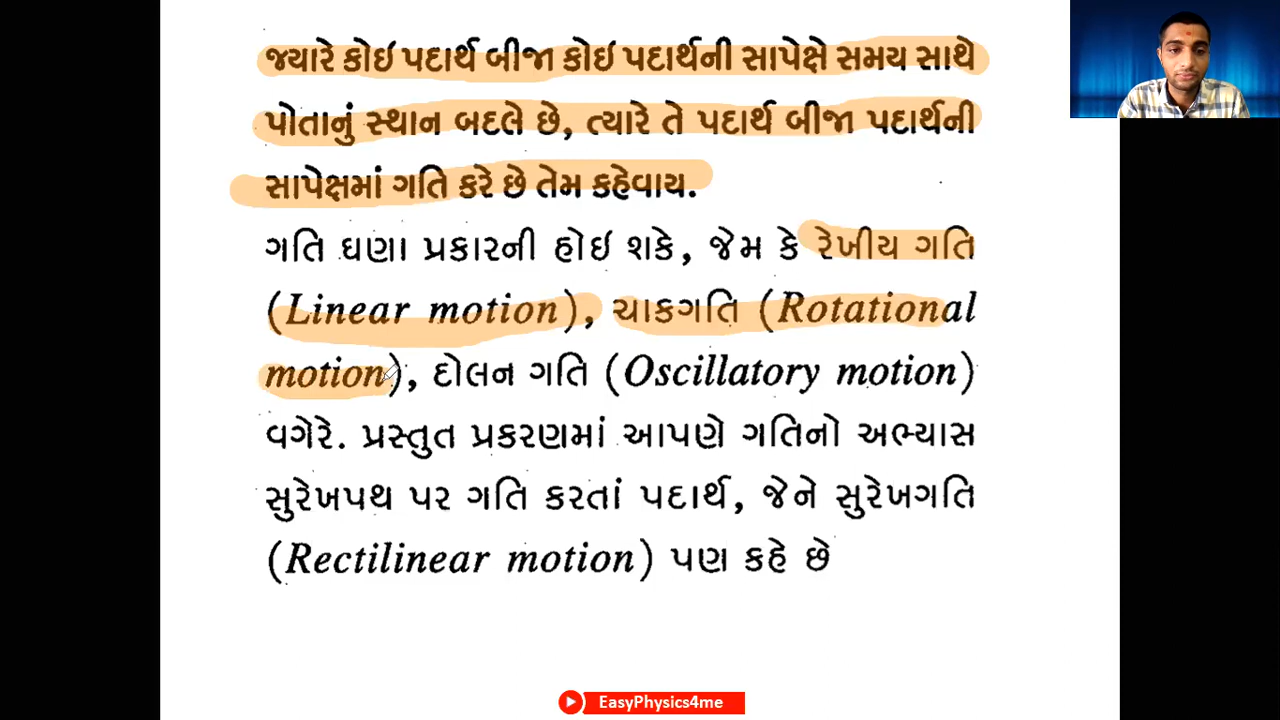 જ્યારે કોઇ પદાર્થ બીજા કોઇ પદાર્થની સાપેક્ષે સમય સાથે
પોતાનું સ્થાન બદલે છે, ત્યારે તે પદાર્થ બીજા પદાર્થની
સાપેક્ષમાં ગતિ કરે છે તેમ કહેવાય.
ગતિ ઘણા પ્રકારની હોઇ શકે, જેમ કે રેખીય ગતિ
(Linear motion), ચાકગતિ (Rotational
motion), દોલન ગતિ (Oscillatory motion)
વગેરે. પ્રસ્તુત પ્રકરણમાં આપણે ગતિનો અભ્યાસ
સુરેખપથ પર ગતિ કરતાં પદાર્થ, જેને સુરેખગતિ
(Rectilinear motion) પણ કહે છે
EasyPhysics4me